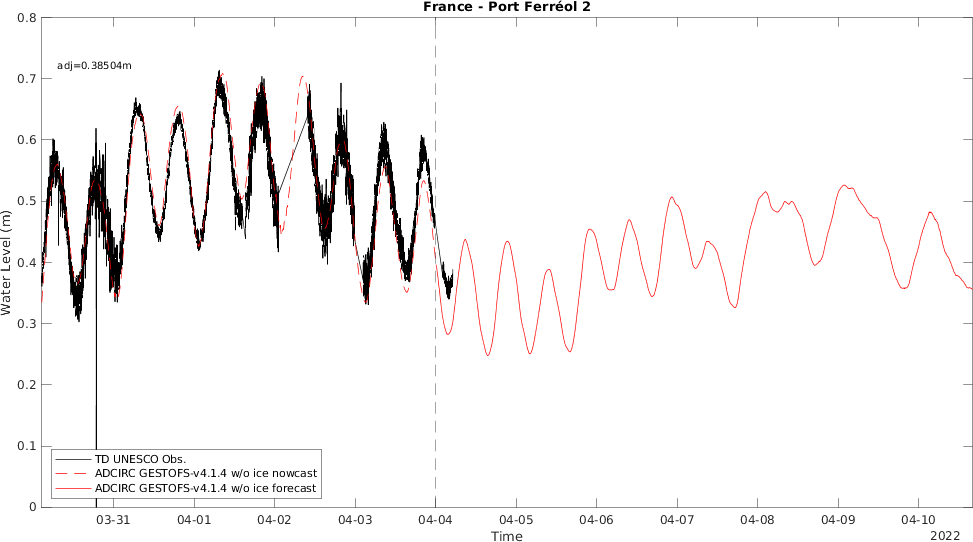 France - Port Ferréol 2
0.8
0.7
0.6
0.5
0.4
0.3
0.2
0.1
0
Water Level (m)
adj=0.38504m
TD UNESCO Obs.
ADCIRC GESTOFS-v4.1.4 w/o ice nowcast
ADCIRC GESTOFS-v4.1.4 w/o ice forecast
03-31 04-01 04-02 04-03 04-04 04-05 04-06 04-07 04-08 04-09 04-10
Time
2022